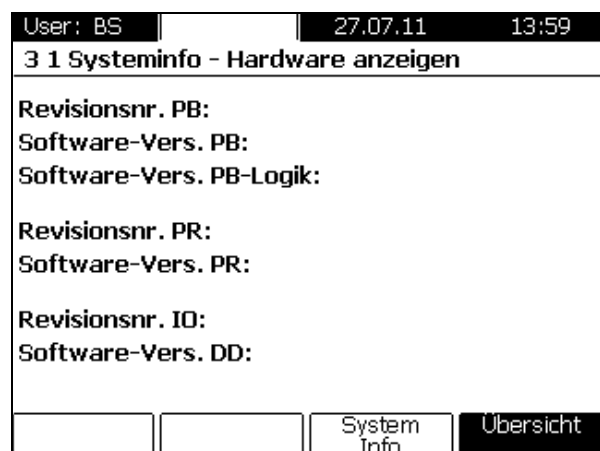 User: BS 27.07.11 13:59
3 1 Systeminfo - Hardware anzeigen
Revisionsnr. PB:
Software-Vers. PB:
Software-Vers. PB-Logik:
Revisionsnr. PR:
Software-Vers. PR:
Revisionsnr. IO:
Software-Vers. DD:
System Übersicht
Info